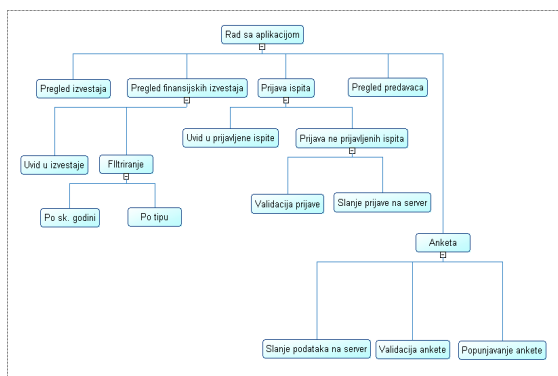 Rad sa aplikacijom
Pregled izvestaja
Pregled finansijskih izvestaja
Prijava ispita
Pregled predavaca
Uvid u izvestaje
FIltriranje
Uvid u prijavljene ispite
Prijava ne prijavljenih ispita
Po sk. godini
Po tipu
Validacija prijave
Slanje prijave na server
Anketa
Slanje podataka na server
Validacija ankete
Popunjavanje ankete